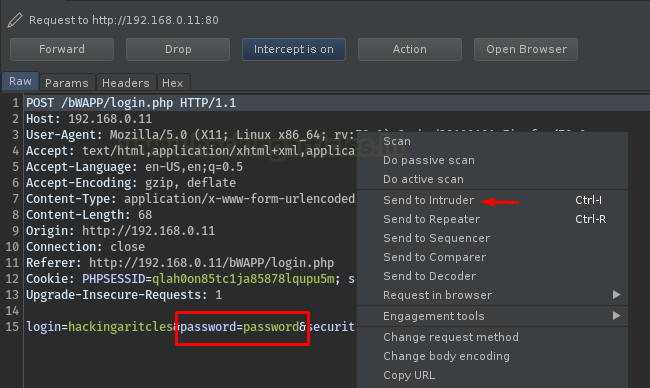 Request to http://192.168.0.11:80
Forward Drop Intercept is on Action Open Browser
Raw Params Headers Hex
1 POST /bWAPP/login.php HTTP/1.1
2 Host: 192.168.0.11
3 User-Agent: Mozilla/5.0 (X11; Linux x86_64;
4 Accept: text/html,application/xhtml+xml,applica
5 Accept-Language: en-US,en;q=0.5
6 Accept-Encoding: gzip, deflate
7 Content-Type: application/x-www-form-urlencoded
8 Content-Length: 68
9 Origin: http://192.168.0.11
10 Connection: close
11 Referer: http://192.168.0.11/bWAPP/login.php
12 Cookie: PHPSESSID=qlah0on85tc1ja85878lqupu5m; s
13 Upgrade-Insecure-Requests: 1
14
15 login=hackingaritcles&password=password&securit
Scan
Do passive scan
Do active scan
Send to Intruder Ctrl-I
Send to Repeater Ctrl-R
Send to Sequencer
Send to Comparer
Send to Decoder
Request in browser
Engagement tools
Change request method
Change body encoding
Copy URL